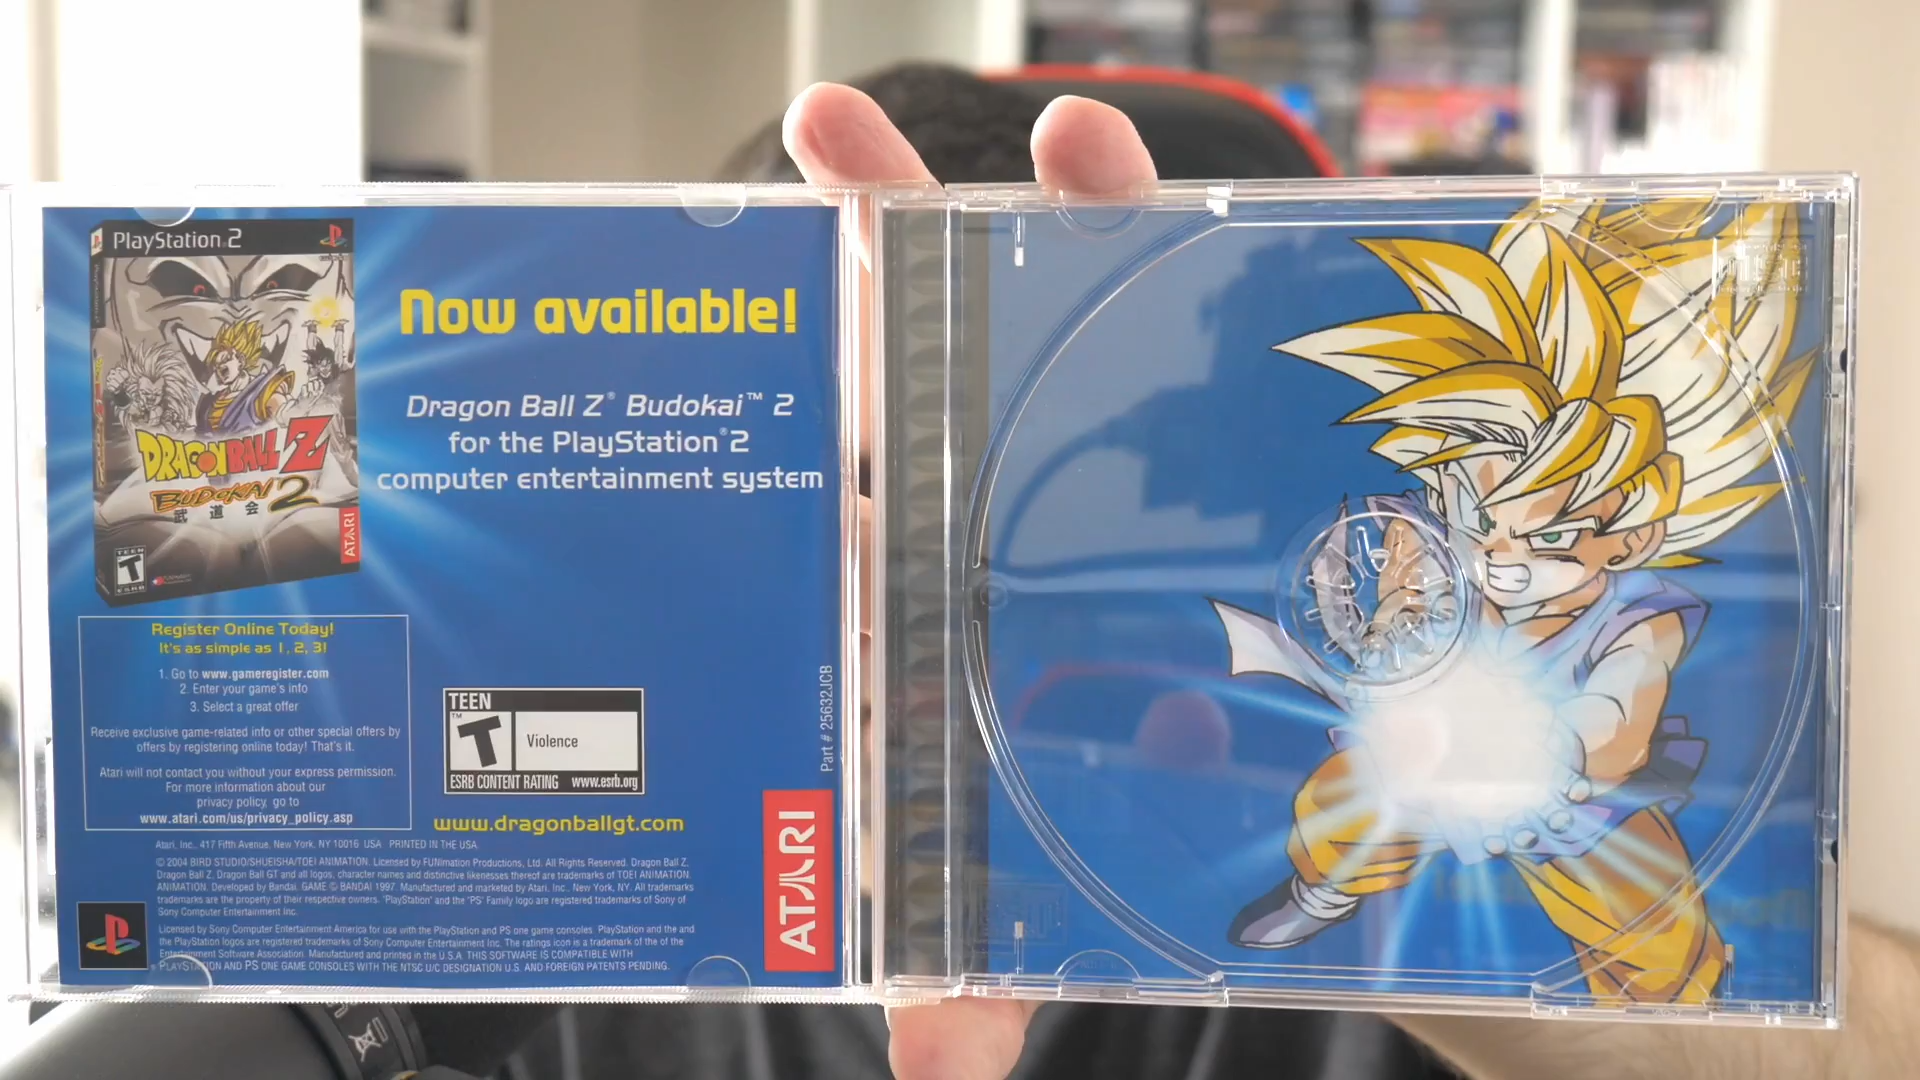 PlayStation 2
DRAGONBALL Z
BUDOKAI 2
武道会
ATARI
TEEN
T
ESRB
Now available!
Dragon Ball Z® Budokai™ 2
for the PlayStation®2
computer entertainment system
Register Online Today!
It's as simple as 1, 2, 3!
1. Go to www.gameregister.com
2. Enter your game's info
3. Select a great offer
Receive exclusive game-related info or other special offers by
offers by registering online today! That's it.
Atari will not contact you without your express permission.
For more information about our
privacy policy, go to
www.atari.com/us/privacy_policy.asp
TEEN
T™
Violence
ESRB CONTENT RATING www.esrb.org
Part # 25632JCB
www.dragonballgt.com
ATARI
Atari, Inc., 417 Fifth Avenue, New York, NY 10016 USA PRINTED IN THE USA.
© 2004 BIRD STUDIO/SHUEISHA/TOEI ANIMATION. Licensed by FUNimation Productions, Ltd. All Rights Reserved. Dragon Ball Z,
Dragon Ball Z, Dragon Ball GT and all logos, character names and distinctive likenesses thereof are trademarks of TOEI ANIMATION.
ANIMATION. Developed by Bandai. GAME © BANDAI 1997. Manufactured and marketed by Atari, Inc., New York, NY. All trademarks
trademarks are the property of their respective owners. "PlayStation" and the "PS" Family logo are registered trademarks of Sony of
Sony Computer Entertainment Inc.
Licensed by Sony Computer Entertainment America for use with the PlayStation and PS one game consoles. PlayStation and the and
the PlayStation logos are registered trademarks of Sony Computer Entertainment Inc. The ratings icon is a trademark of the of the
Entertainment Software Association. Manufactured and printed in the U.S.A. THIS SOFTWARE IS COMPATIBLE WITH
PLAYSTATION AND PS ONE GAME CONSOLES WITH THE NTSC U/C DESIGNATION U.S. AND FOREIGN PATENTS PENDING.